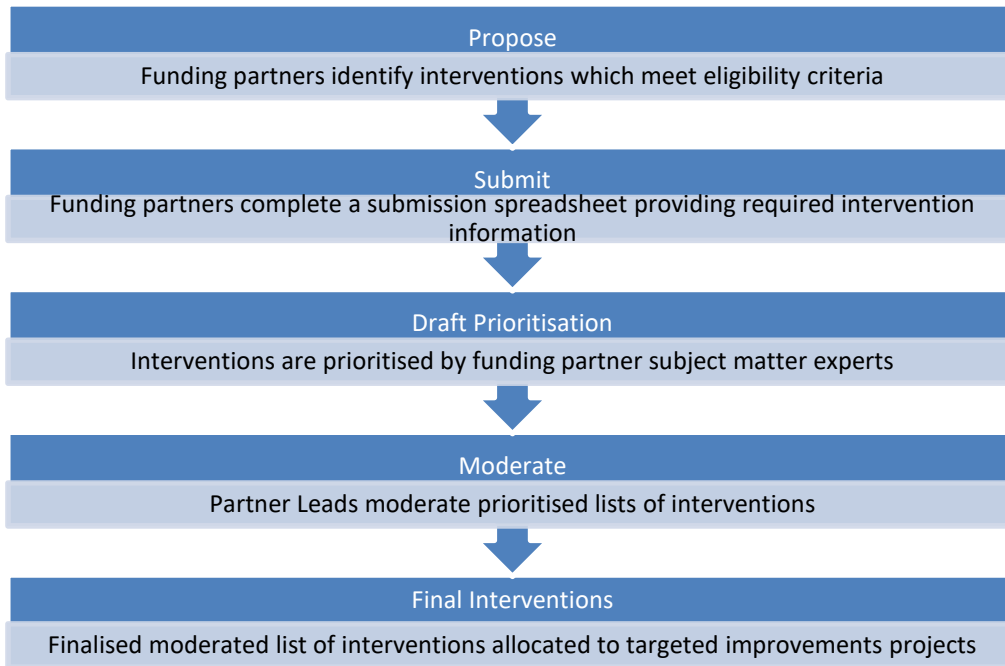 Propose
Funding partners identify interventions which meet eligibility criteria
Submit
Funding partners complete a submission spreadsheet providing required intervention
information
Draft Prioritisation
Interventions are prioritised by funding partner subject matter experts
Moderate
Partner Leads moderate prioritised lists of interventions
Final Interventions
Finalised moderated list of interventions allocated to targeted improvements projects